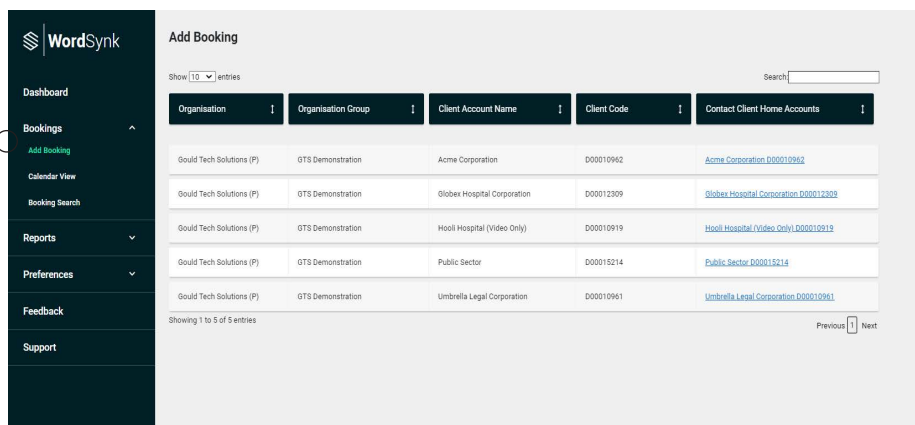 WordSynk
Add Booking
Show 10 entries
Search:
Dashboard
Bookings
Add Booking
Calendar View
Booking Search
Reports
Preferences
Feedback
Support
Organisation Organisation Group Client Account Name Client Code Contact Client Home Accounts
Gould Tech Solutions (P) GTS Demonstration Acme Corporation D00010962 Acme Corporation D00010962
Gould Tech Solutions (P) GTS Demonstration Globex Hospital Corporation D00012309 Globex Hospital Corporation D00012309
Gould Tech Solutions (P) GTS Demonstration Hooli Hospital (Video Only) D00010919 Hooli Hospital (Video Only) D00010919
Gould Tech Solutions (P) GTS Demonstration Public Sector D00015214 Public Sector D00015214
Gould Tech Solutions (P) GTS Demonstration Umbrella Legal Corporation D00010961 Umbrella Legal Corporation D00010961
Showing 1 to 5 of 5 entries
Previous 1 Next